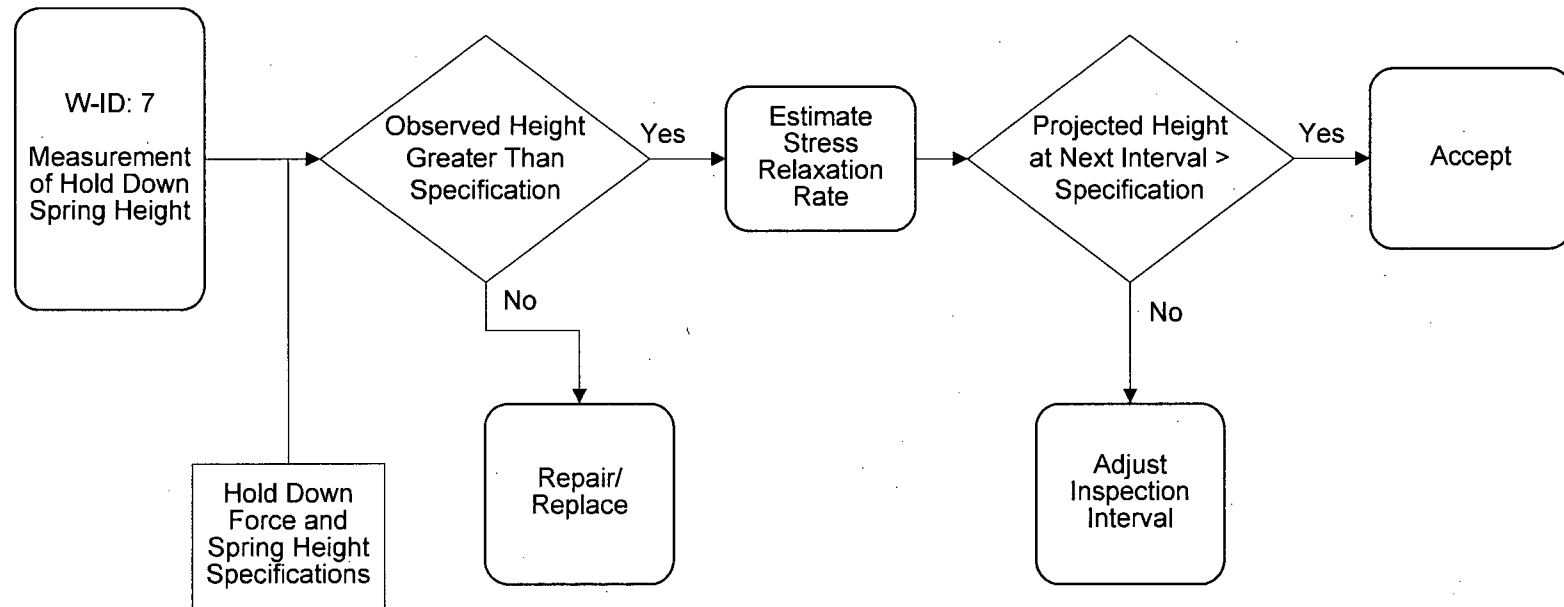 W-ID: 7
Measurement
of Hold Down
Spring Height
Observed Height
Greater Than
Specification
Yes
No
Estimate
Stress
Relaxation
Rate
Projected Height
at Next Interval >
Specification
Yes
No
Accept
Repair/
Replace
Adjust
Inspection
Interval
Hold Down
Force and
Spring Height
Specifications